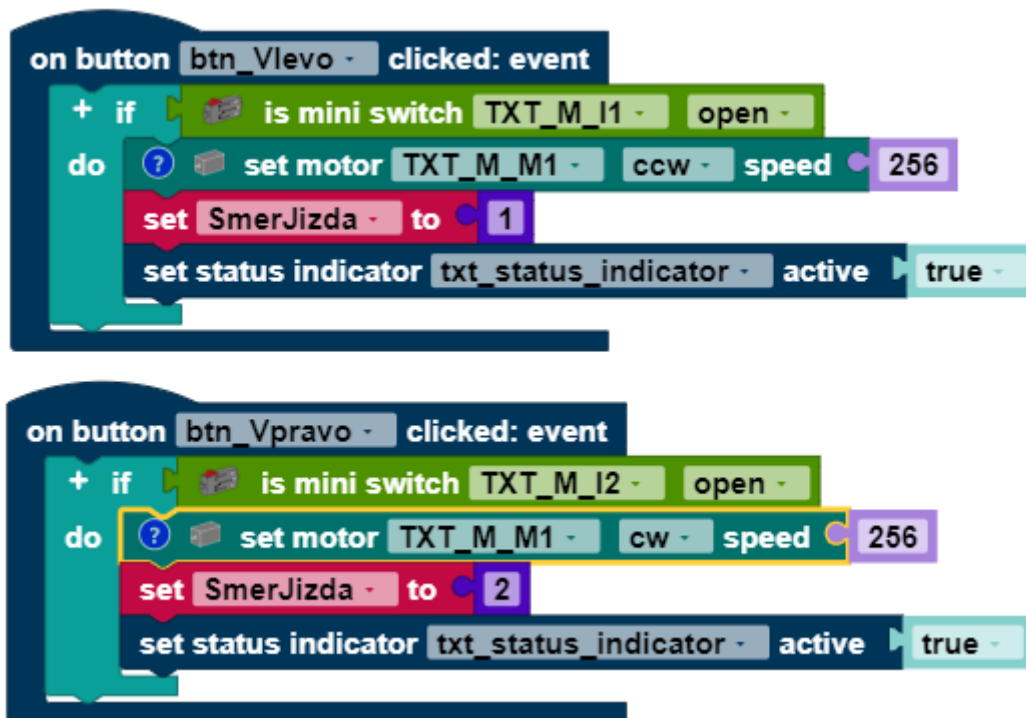 on button btn_Vlevo clicked: event
+ if is mini switch TXT_M_I1 open
do ? set motor TXT_M_M1 ccw speed 256
set SmerJizda to 1
set status indicator txt_status_indicator active true
on button btn_Vpravo clicked: event
+ if is mini switch TXT_M_I2 open
do ? set motor TXT_M_M1 cw speed 256
set SmerJizda to 2
set status indicator txt_status_indicator active true